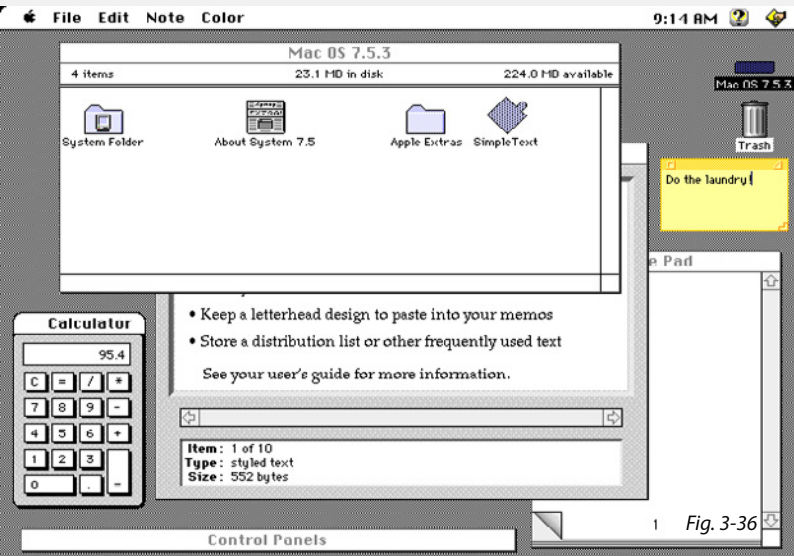 File Edit Note Color 9:14 AM
Mac OS 7.5.3
4 items 23.1 MB in disk 224.0 MB available
System Folder About System 7.5 Apple Extras SimpleText
Mac OS 7.5.3
Trash
Do the laundry!
e Pad
• Keep a letterhead design to paste into your memos
• Store a distribution list or other frequently used text
See your user's guide for more information.
Item: 1 of 10
Type: styled text
Size: 552 bytes
Calculator
95.4
C = / *
7 8 9 -
4 5 6 +
1 2 3
0 . =
1
Fig. 3-36
Control Panels